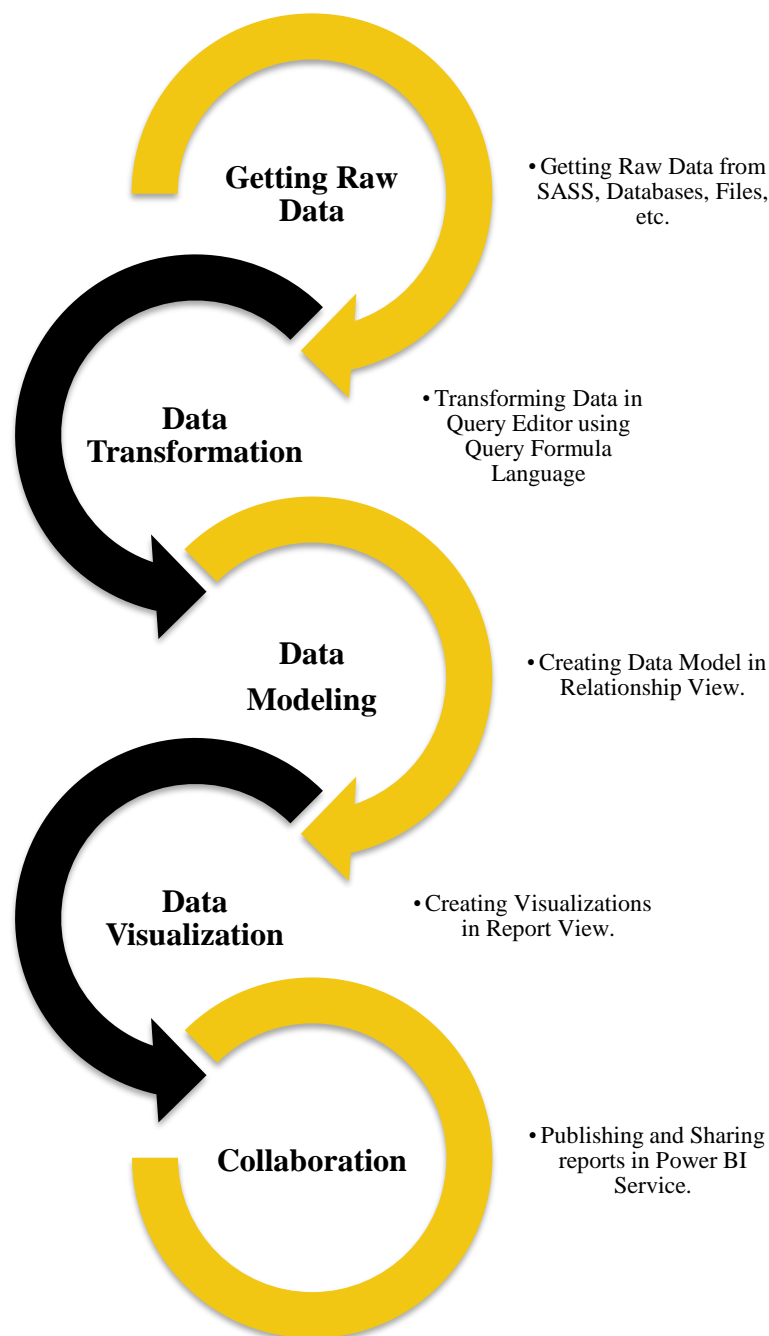 Getting Raw
Data
• Getting Raw Data from
SASS, Databases, Files,
etc.
Data
Transformation
• Transforming Data in
Query Editor using
Query Formula
Language
Data
Modeling
• Creating Data Model in
Relationship View.
Data
Visualization
• Creating Visualizations
in Report View.
Collaboration
• Publishing and Sharing
reports in Power BI
Service.